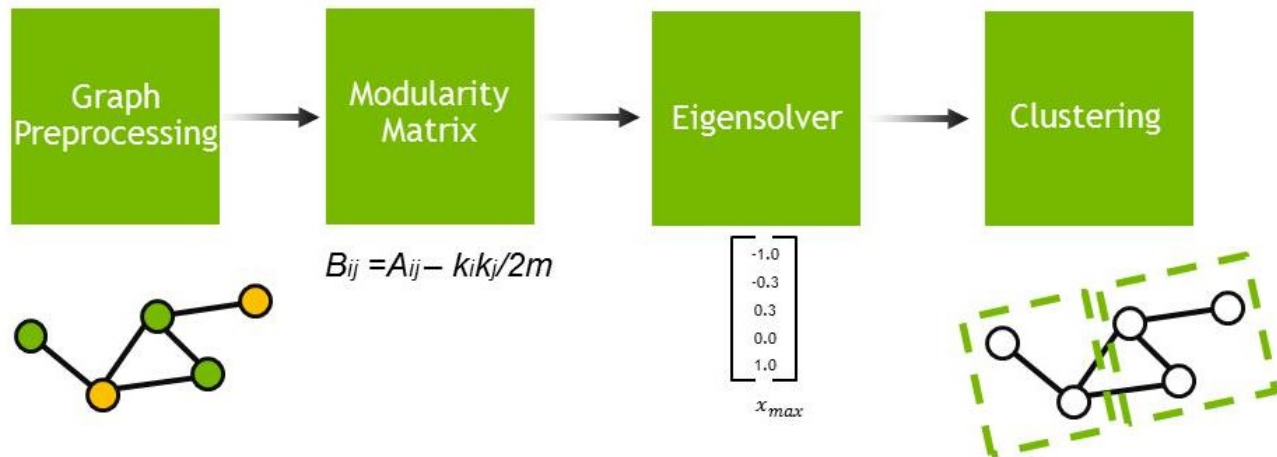 Graph
Preprocessing
Modularity
Matrix
Eigensolver
Clustering
Bij =Aij – kikj/2m
-1.0
-0.3
0.3
0.0
1.0
xmax